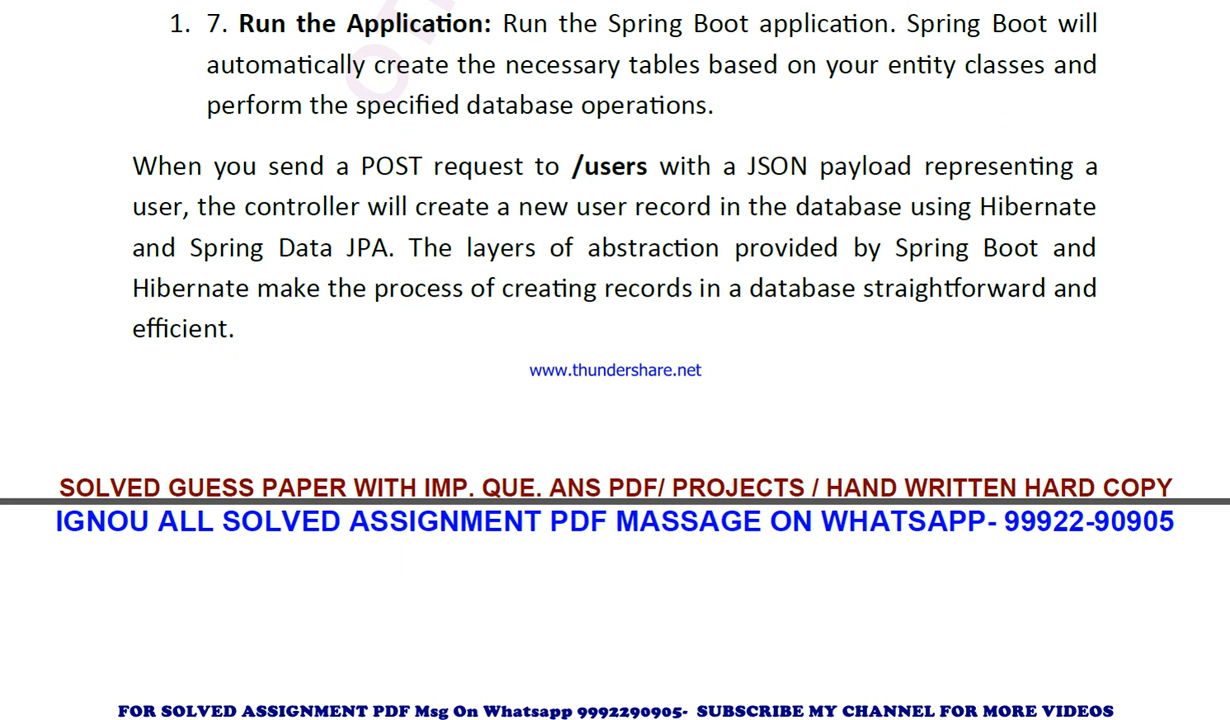 1. 7. Run the Application: Run the Spring Boot application. Spring Boot will
automatically create the necessary tables based on your entity classes and
perform the specified database operations.
When you send a POST request to /users with a JSON payload representing a
user, the controller will create a new user record in the database using Hibernate
and Spring Data JPA. The layers of abstraction provided by Spring Boot and
Hibernate make the process of creating records in a database straightforward and
efficient.
www.thundershare.net
SOLVED GUESS PAPER WITH IMP. QUE. ANS PDF/ PROJECTS / HAND WRITTEN HARD COPY
IGNOU ALL SOLVED ASSIGNMENT PDF MASSAGE ON WHATSAPP- 99922-90905
FOR SOLVED ASSIGNMENT PDF Msg On Whatsapp 9992290905- SUBSCRIBE MY CHANNEL FOR MORE VIDEOS